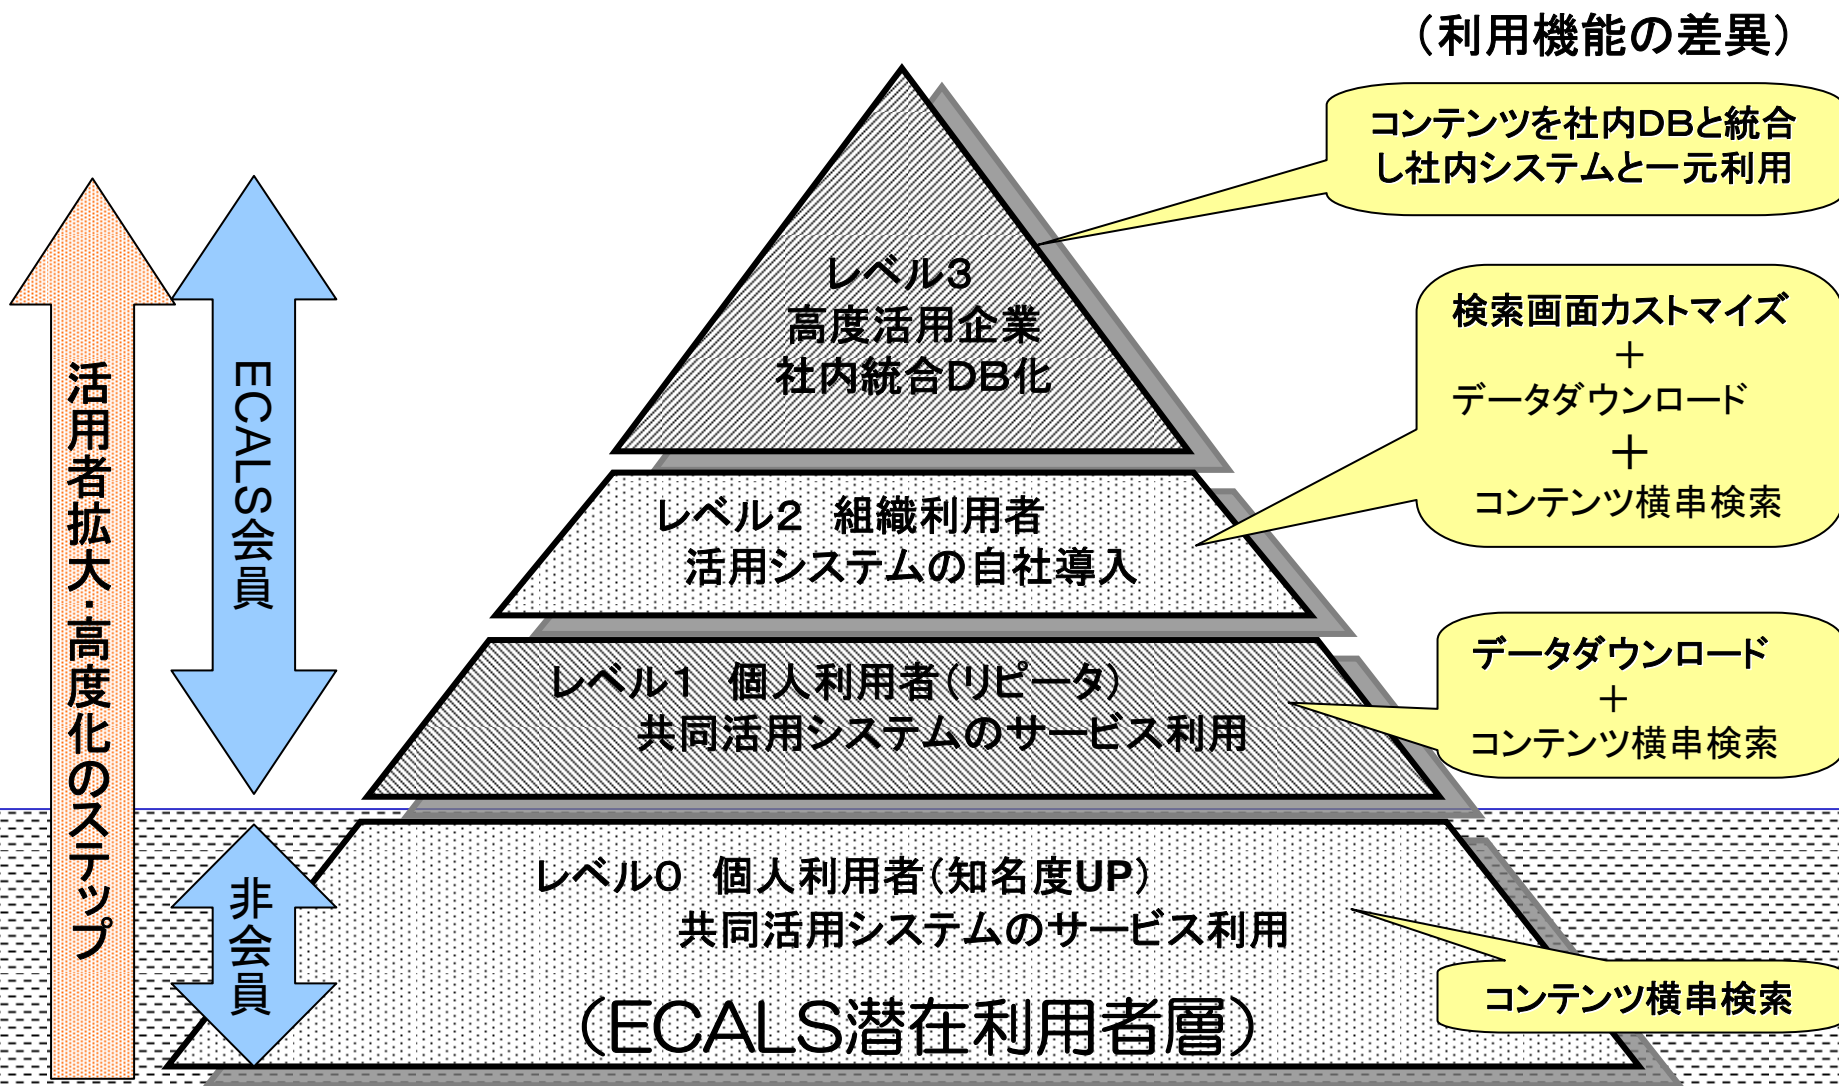 （利用機能の差異）
コンテンツを社内DBと統合
し社内システムと一元利用
レベル3
高度活用企業
社内統合DB化
検索画面カストマイズ
＋
データダウンロード
＋
コンテンツ横串検索
レベル2　組織利用者
活用システムの自社導入
レベル1　個人利用者（リピータ）
共同活用システムのサービス利用
データダウンロード
＋
コンテンツ横串検索
レベル0　個人利用者（知名度UP）
共同活用システムのサービス利用
（ECALS潜在利用者層）
コンテンツ横串検索
活用者拡大・高度化のステップ
ECALS会員
非会員